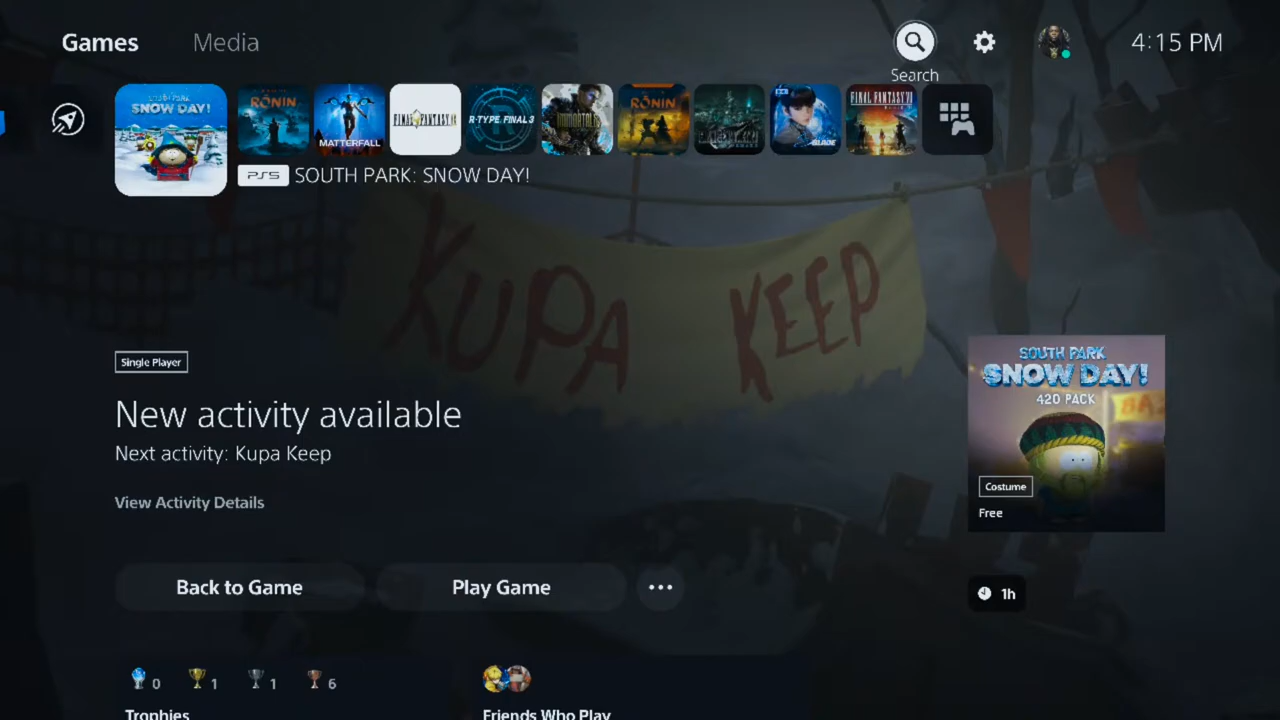 Games
Media
4:15 PM
Search
SOUTH PARK
SNOW DAY!
RŌNIN
MATTERFALL
FINAL FANTASY
R-TYPE FINAL 3
IMMORTALS
RŌNIN
BLADE
FINAL FANTASY VII
PS5 SOUTH PARK: SNOW DAY!
KUPA KEEP
Single Player
New activity available
Next activity: Kupa Keep
View Activity Details
SOUTH PARK
SNOW DAY!
420 PACK
Costume
Free
Back to Game
Play Game
1h
0
1
1
6
Trophies
Friends Who Play